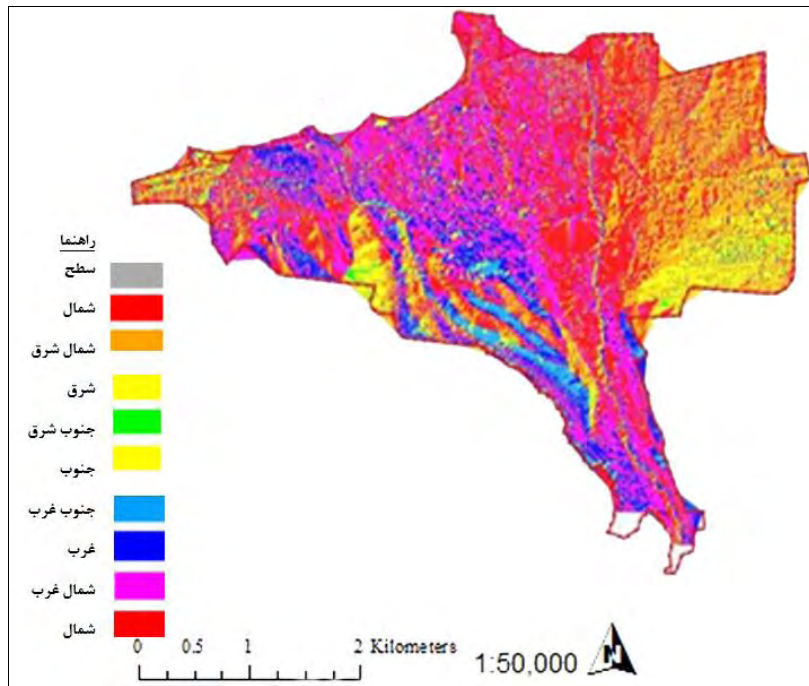 راهنما
سطح
شمال
شمال شرق
شرق
جنوب شرق
جنوب
جنوب غرب
غرب
شمال غرب
شمال
0 0.5 1 2 Kilometers
1:50,000
N